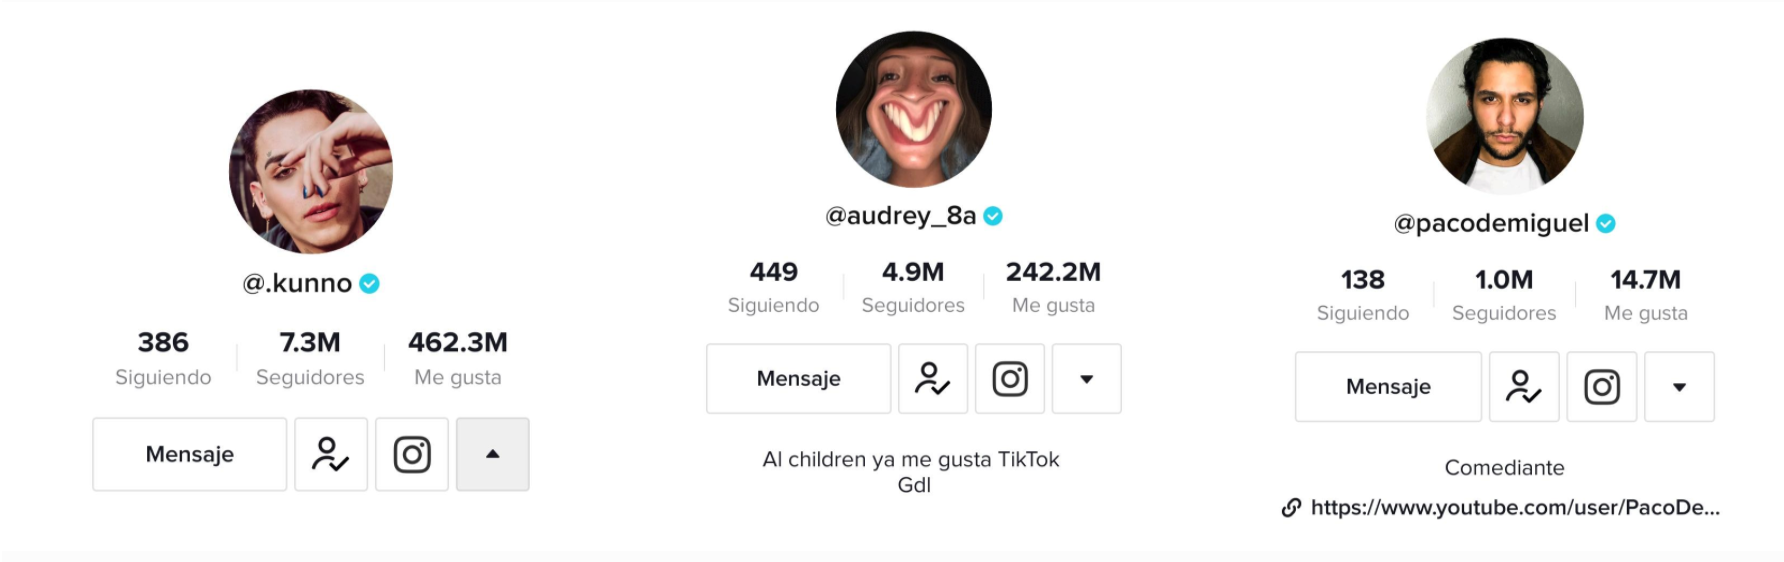 @.kunno
386 7.3M 462.3M
Siguiendo Seguidores Me gusta
Mensaje
@audrey_8a
449 4.9M 242.2M
Siguiendo Seguidores Me gusta
Mensaje
Al children ya me gusta TikTok
Gdl
@pacodemiguel
138 1.0M 14.7M
Siguiendo Seguidores Me gusta
Mensaje
Comediante
https://www.youtube.com/user/PacoDe...